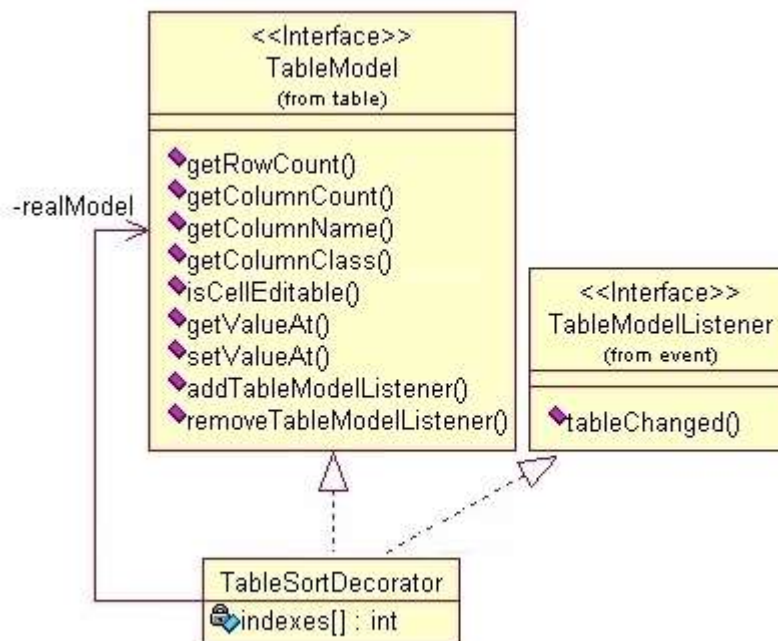 <<Interface>>
TableModel
(from table)
getRowCount()
getColumnCount()
getColumnName()
getColumnClass()
isCellEditable()
getValueAt()
setValueAt()
addTableModelListener()
removeTableModelListener()
-realModel
<<Interface>>
TableModelListener
(from event)
tableChanged()
TableSortDecorator
indexes[] : int